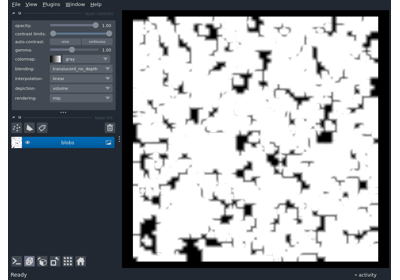 File View Plugins Window Help
opacity: 1.00
contrast limits:
auto-contrast: once continuous
gamma: 1.00
colormap: gray
blending: translucent_no_depth
interpolation: linear
depiction: volume
rendering: mip
blobs
Ready
activity